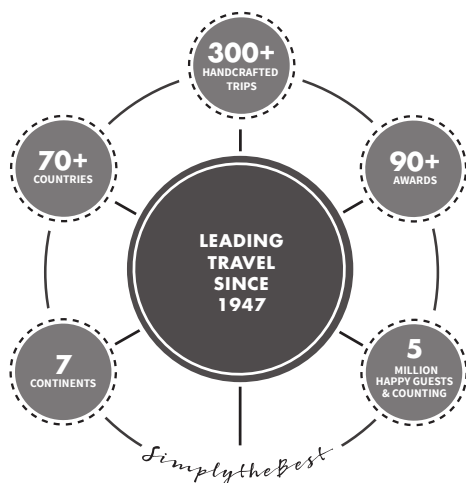 300+
HANDCRAFTED
TRIPS
70+
COUNTRIES
90+
AWARDS
LEADING
TRAVEL
SINCE
1947
7
CONTINENTS
5
MILLION
HAPPY GUESTS
& COUNTING
SimplytheBest